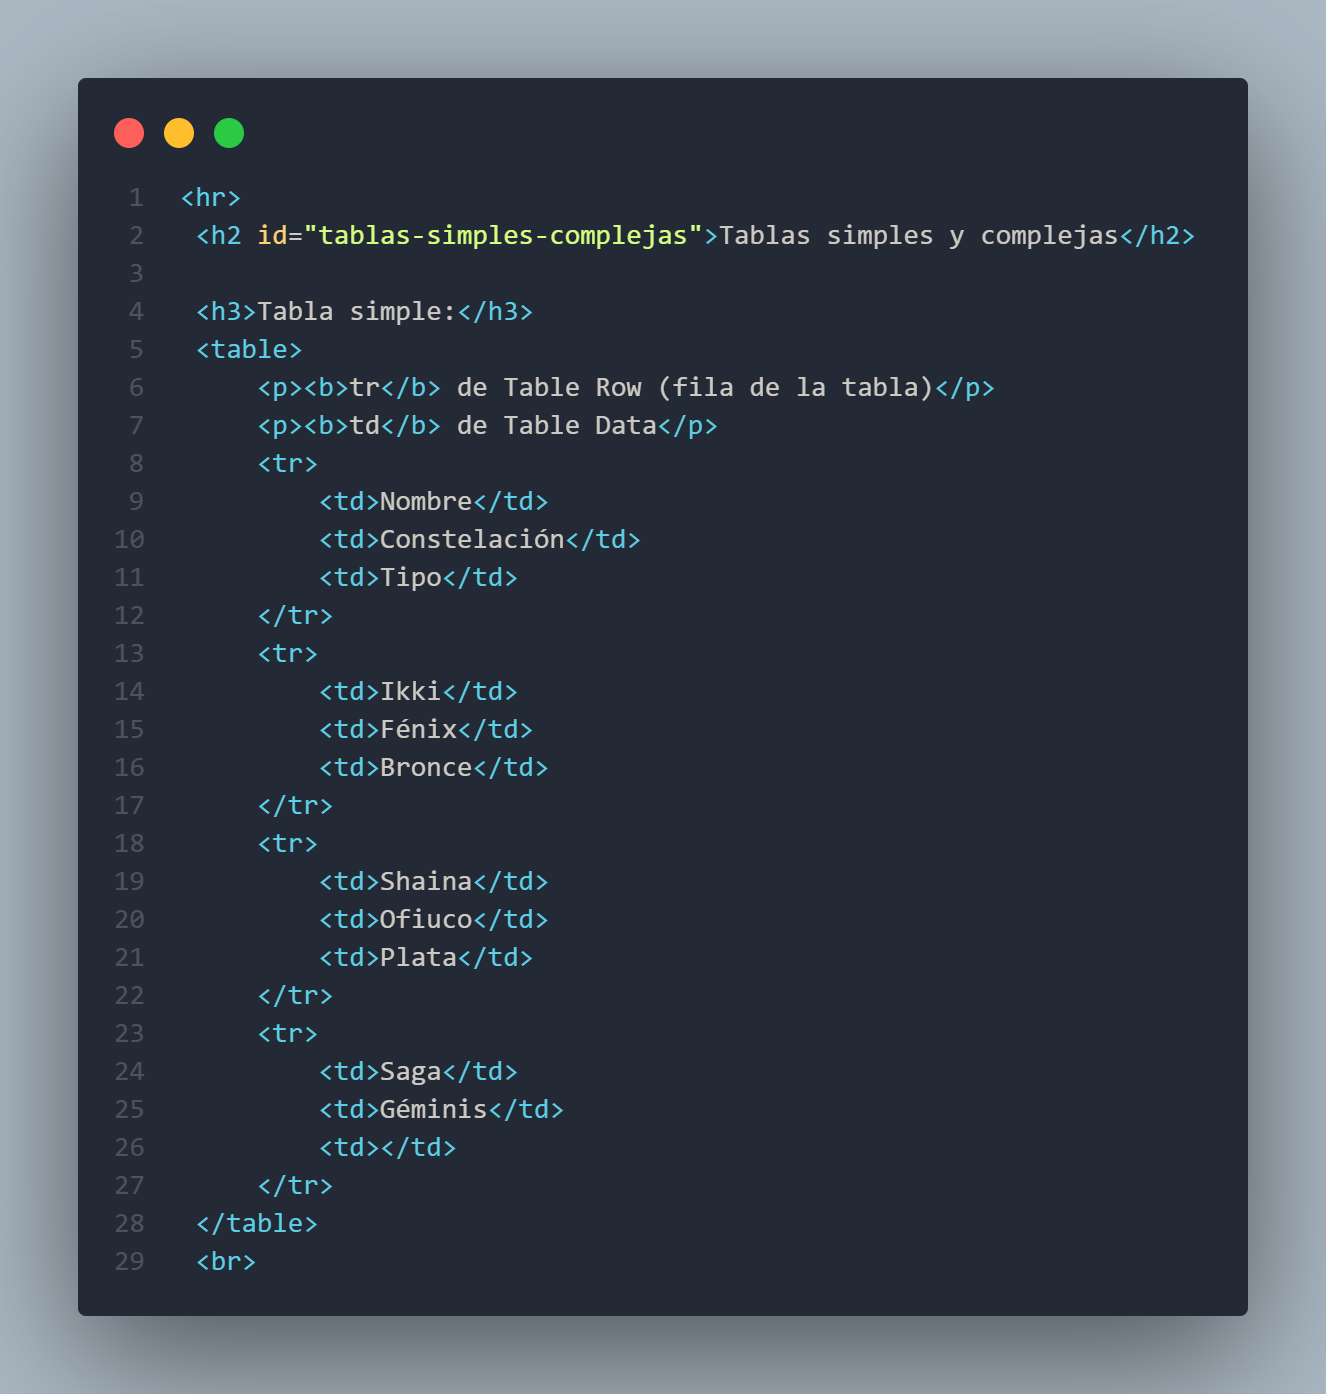 1 <hr>
2 <h2 id="tablas-simples-complejas">Tablas simples y complejas</h2>
3
4 <h3>Tabla simple:</h3>
5 <table>
6 <p><b>tr</b> de Table Row (fila de la tabla)</p>
7 <p><b>td</b> de Table Data</p>
8 <tr>
9 <td>Nombre</td>
10 <td>Constelación</td>
11 <td>Tipo</td>
12 </tr>
13 <tr>
14 <td>Ikki</td>
15 <td>Fénix</td>
16 <td>Bronce</td>
17 </tr>
18 <tr>
19 <td>Shaina</td>
20 <td>Ofiuco</td>
21 <td>Plata</td>
22 </tr>
23 <tr>
24 <td>Saga</td>
25 <td>Géminis</td>
26 <td></td>
27 </tr>
28 </table>
29 <br>